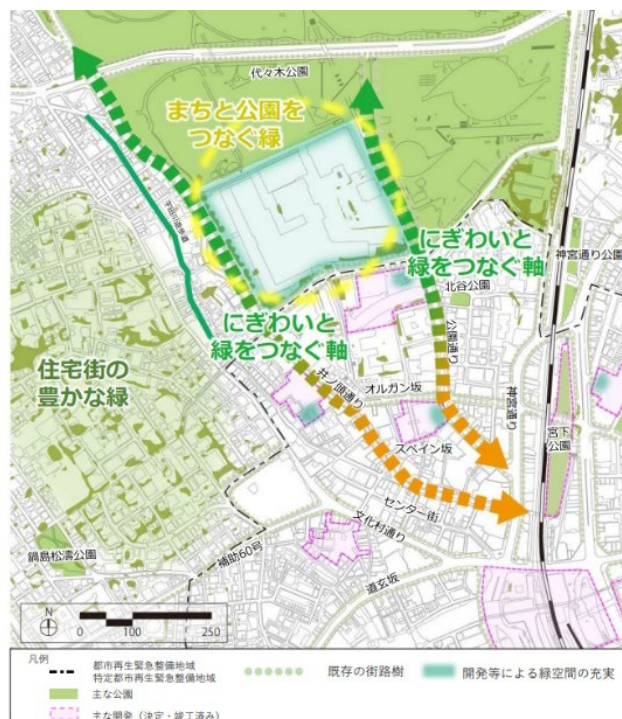 代々木公園
まちと公園を
つなぐ緑
神宮通り公園
にぎわいと
緑をつなぐ軸
北谷公園
にぎわいと
緑をつなぐ軸
公園通り
住宅街の
豊かな緑
井ノ頭通り
オルガン坂
神宮通り
宮下
公園
スペイン坂
センター街
文化村通り
鍋島松濤公園
補助60号
道玄坂
N
0 100 250
凡例
都市再生緊急整備地域
特定都市再生緊急整備地域
既存の街路樹
開発等による緑空間の充実
主な公園
主な開発(決定・竣工済み)